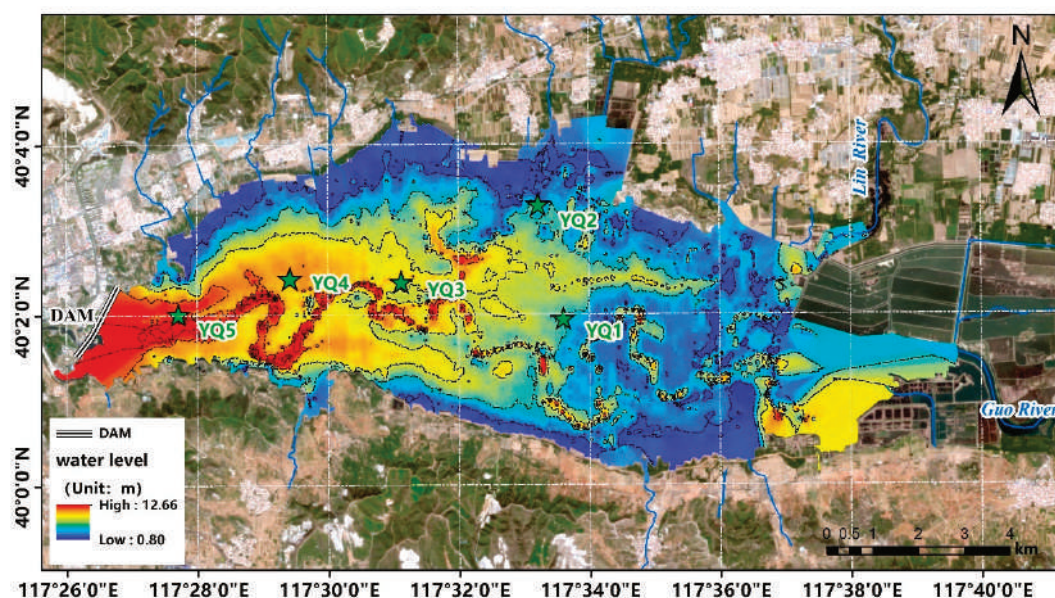 N
40°4'0"N
40°2'0"N
40°0'0"N
Lin River
YQ2
YQ4
YQ3
YQ5
YQ1
DAM
Guo River
DAM
water level
(Unit: m)
High : 12.66
Low : 0.80
0 0.5 1 2 3 4
km
117°26'0"E 117°28'0"E 117°30'0"E 117°32'0"E 117°34'0"E 117°36'0"E 117°38'0"E 117°40'0"E